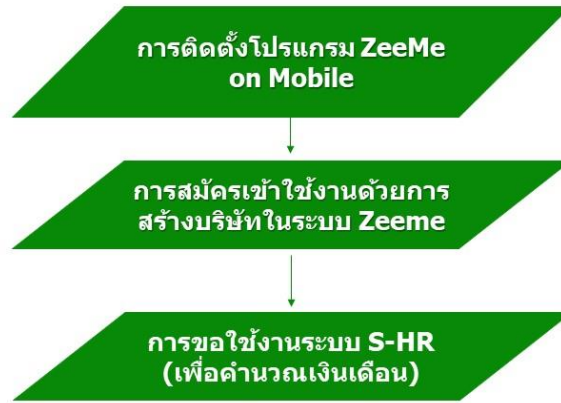 การติดตั้งโปรแกรม ZeeMe
on Mobile
การสมัครเข้าใช้งานด้วยการ
สร้างบริษัทในระบบ Zeeme
การขอใช้งานระบบ S-HR
(เพื่อคำนวณเงินเดือน)